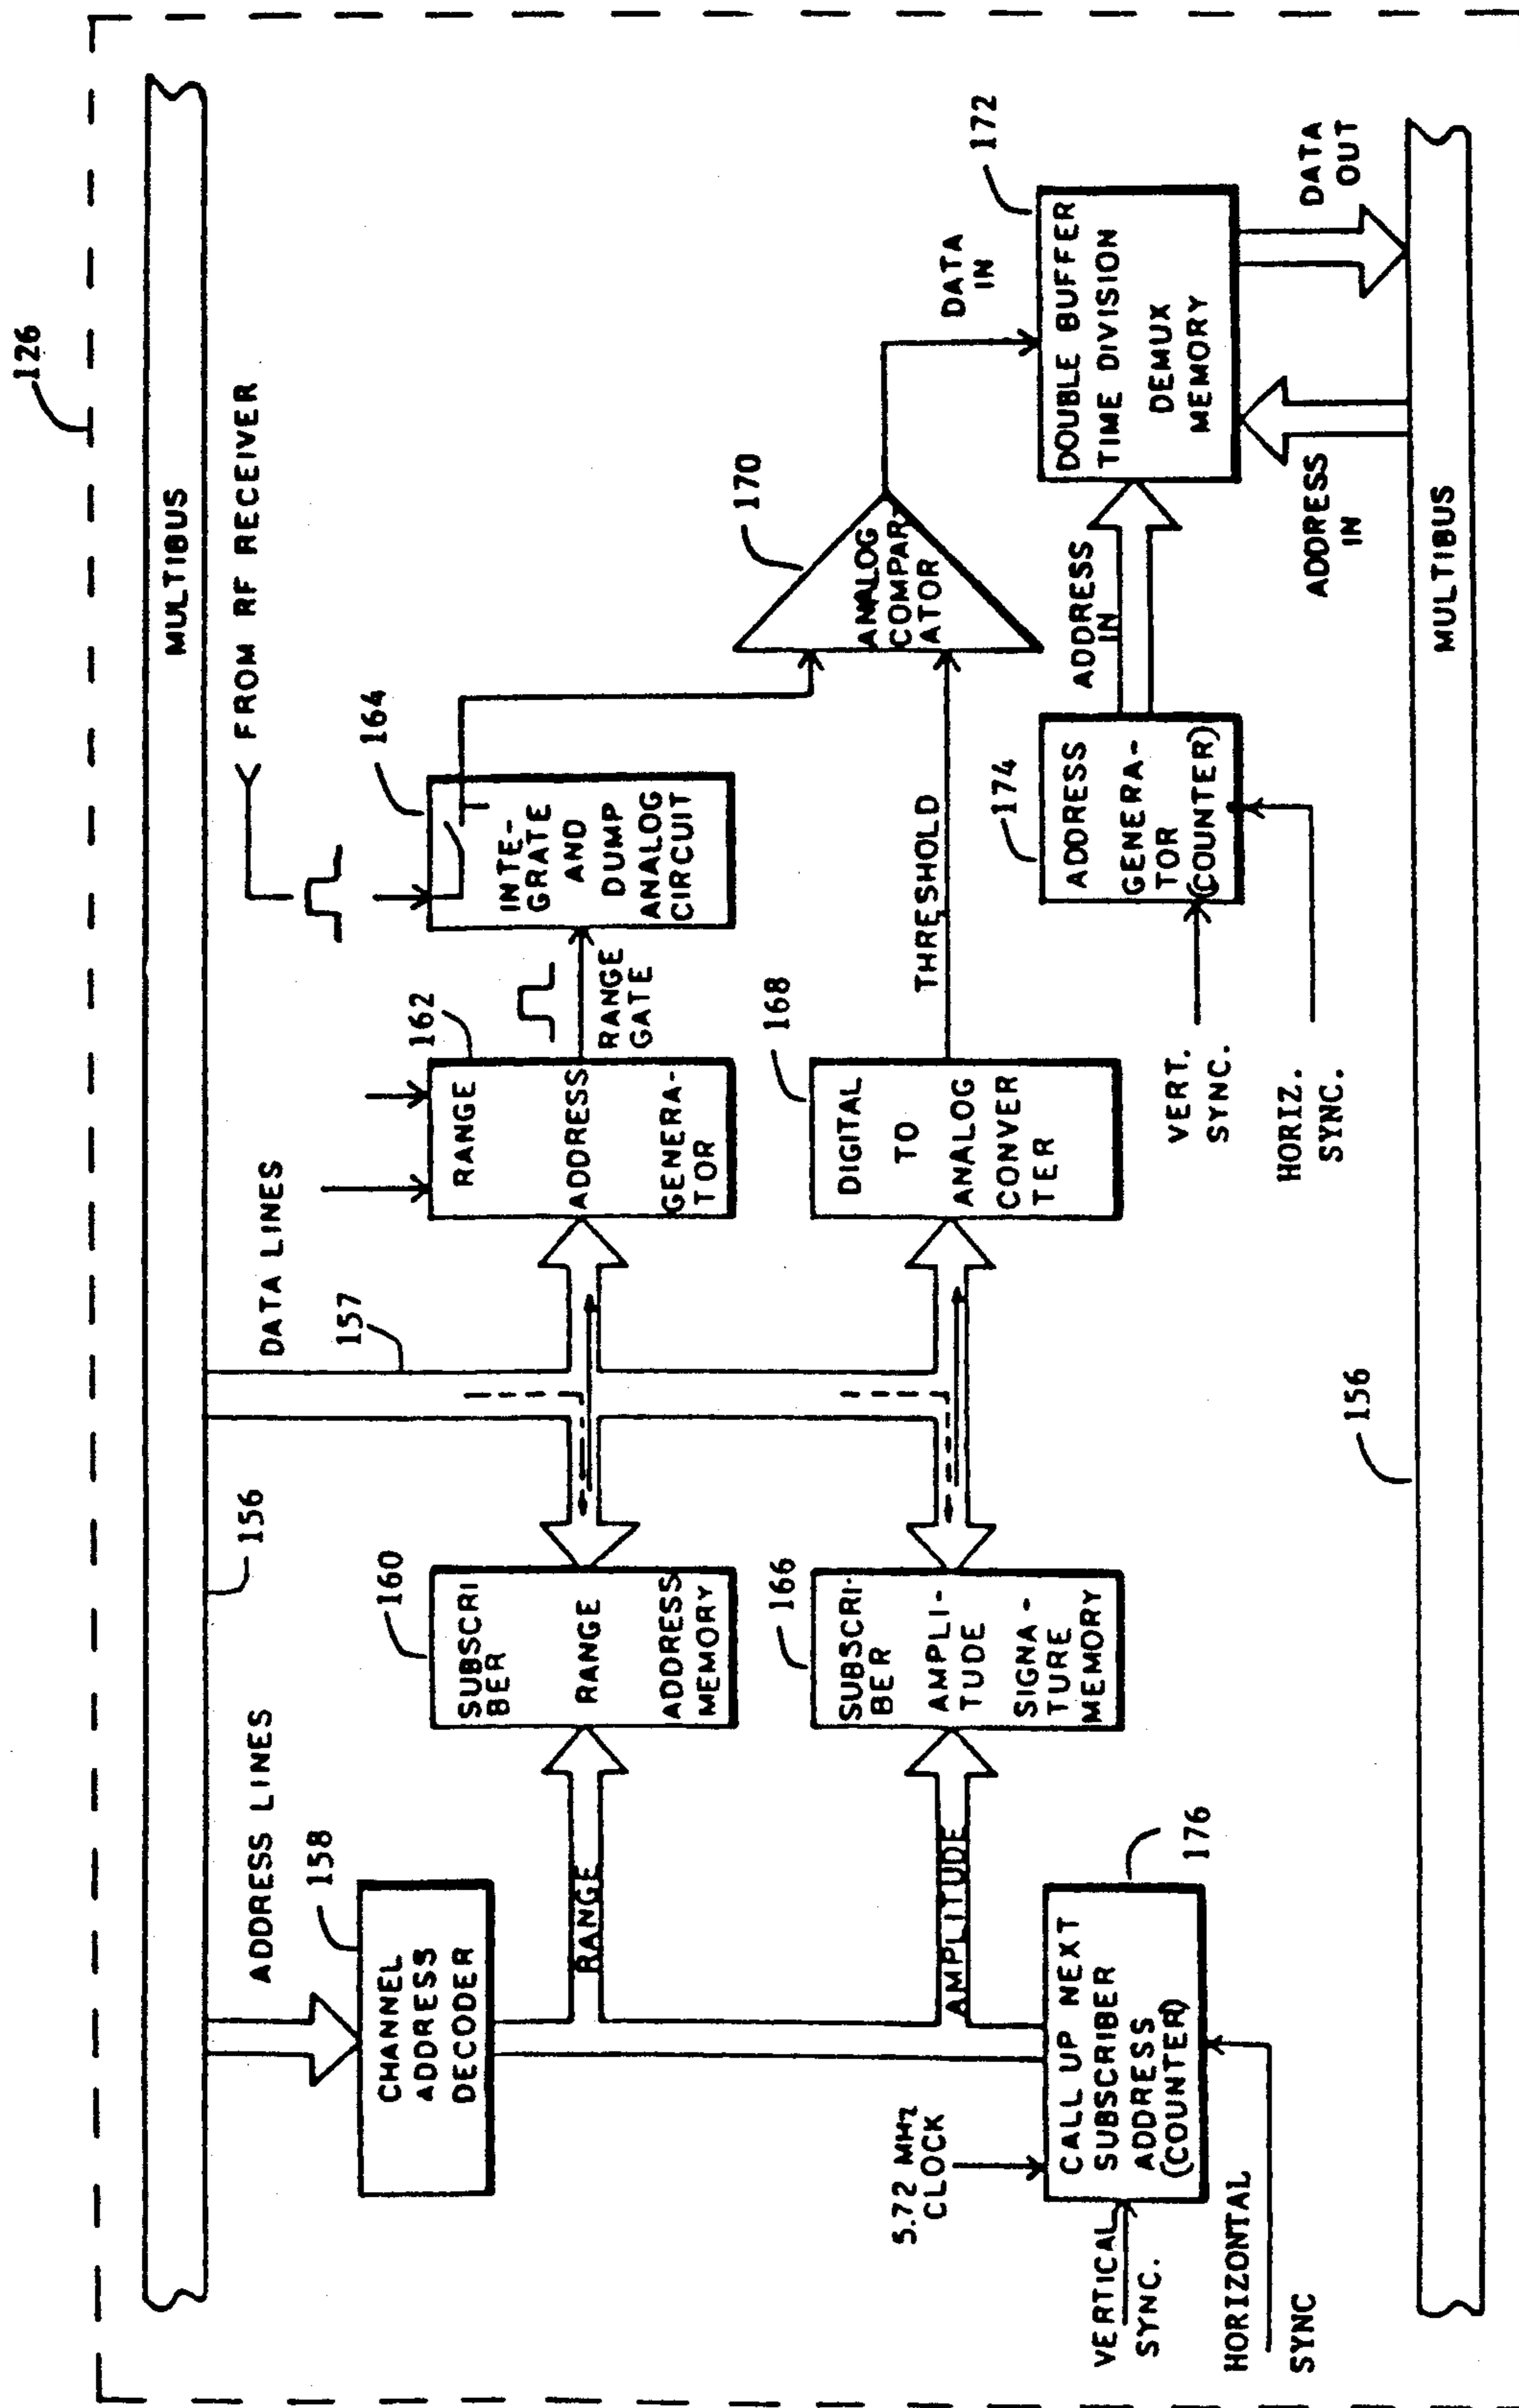 126
MULTIBUS
FROM RF RECEIVER
DATA LINES
157
156
ADDRESS LINES
158
CHANNEL
ADDRESS
DECODER
RANGE
160
SUBSCRI
BER
RANGE
ADDRESS
MEMORY
162
RANGE
ADDRESS
GENERA-
TOR
RANGE
GATE
164
INTE-
GRATE
AND
DUMP
ANALOG
CIRCUIT
AMPLITUDE
166
SUBSCRI-
BER
AMPLI-
TUDE
SIGNA-
TURE
MEMORY
168
DIGITAL
TO
ANALOG
CONVER
TER
THRESHOLD
170
ANALOG
COMPAR-
ATOR
DATA
IN
172
DOUBLE BUFFER
TIME DIVISION
DEMUX
MEMORY
5.72 MHz
CLOCK
176
CALL UP NEXT
SUBSCRIBER
ADDRESS
(COUNTER)
VERTICAL
SYNC.
HORIZONTAL
SYNC
174
ADDRESS
GENERA-
TOR
(COUNTER)
VERT.
SYNC.
HORIZ.
SYNC.
ADDRESS
IN
ADDRESS
IN
DATA
OUT
156
MULTIBUS